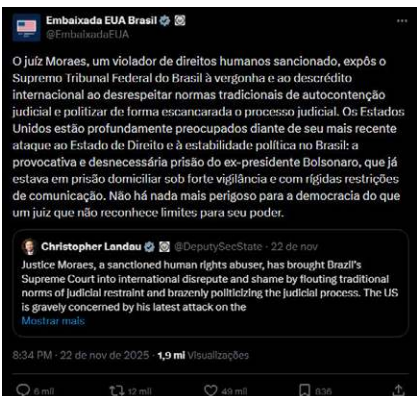 Embaixada EUA Brasil
@EmbaixadaEUA
O juíz Moraes, um violador de direitos humanos sancionado, expôs o
Supremo Tribunal Federal do Brasil à vergonha e ao descrédito
internacional ao desrespeitar normas tradicionais de autocontenção
judicial e politizar de forma escancarada o processo judicial. Os Estados
Unidos estão profundamente preocupados diante de seu mais recente
ataque ao Estado de Direito e à estabilidade política no Brasil: a
provocativa e desnecessária prisão do ex-presidente Bolsonaro, que já
estava em prisão domiciliar sob forte vigilância e com rígidas restrições
de comunicação. Não há nada mais perigoso para a democracia do que
um juiz que não reconhece limites para seu poder.
Christopher Landau @DeputySecState · 22 de nov
Justice Moraes, a sanctioned human rights abuser, has brought Brazil's
Supreme Court into international disrepute and shame by flouting traditional
norms of judicial restraint and brazenly politicizing the judicial process. The US
is gravely concerned by his latest attack on the
Mostrar mais
8:34 PM · 22 de nov de 2025 · 1,9 mi Visualizações
6 mil 12 mil 49 mil 836